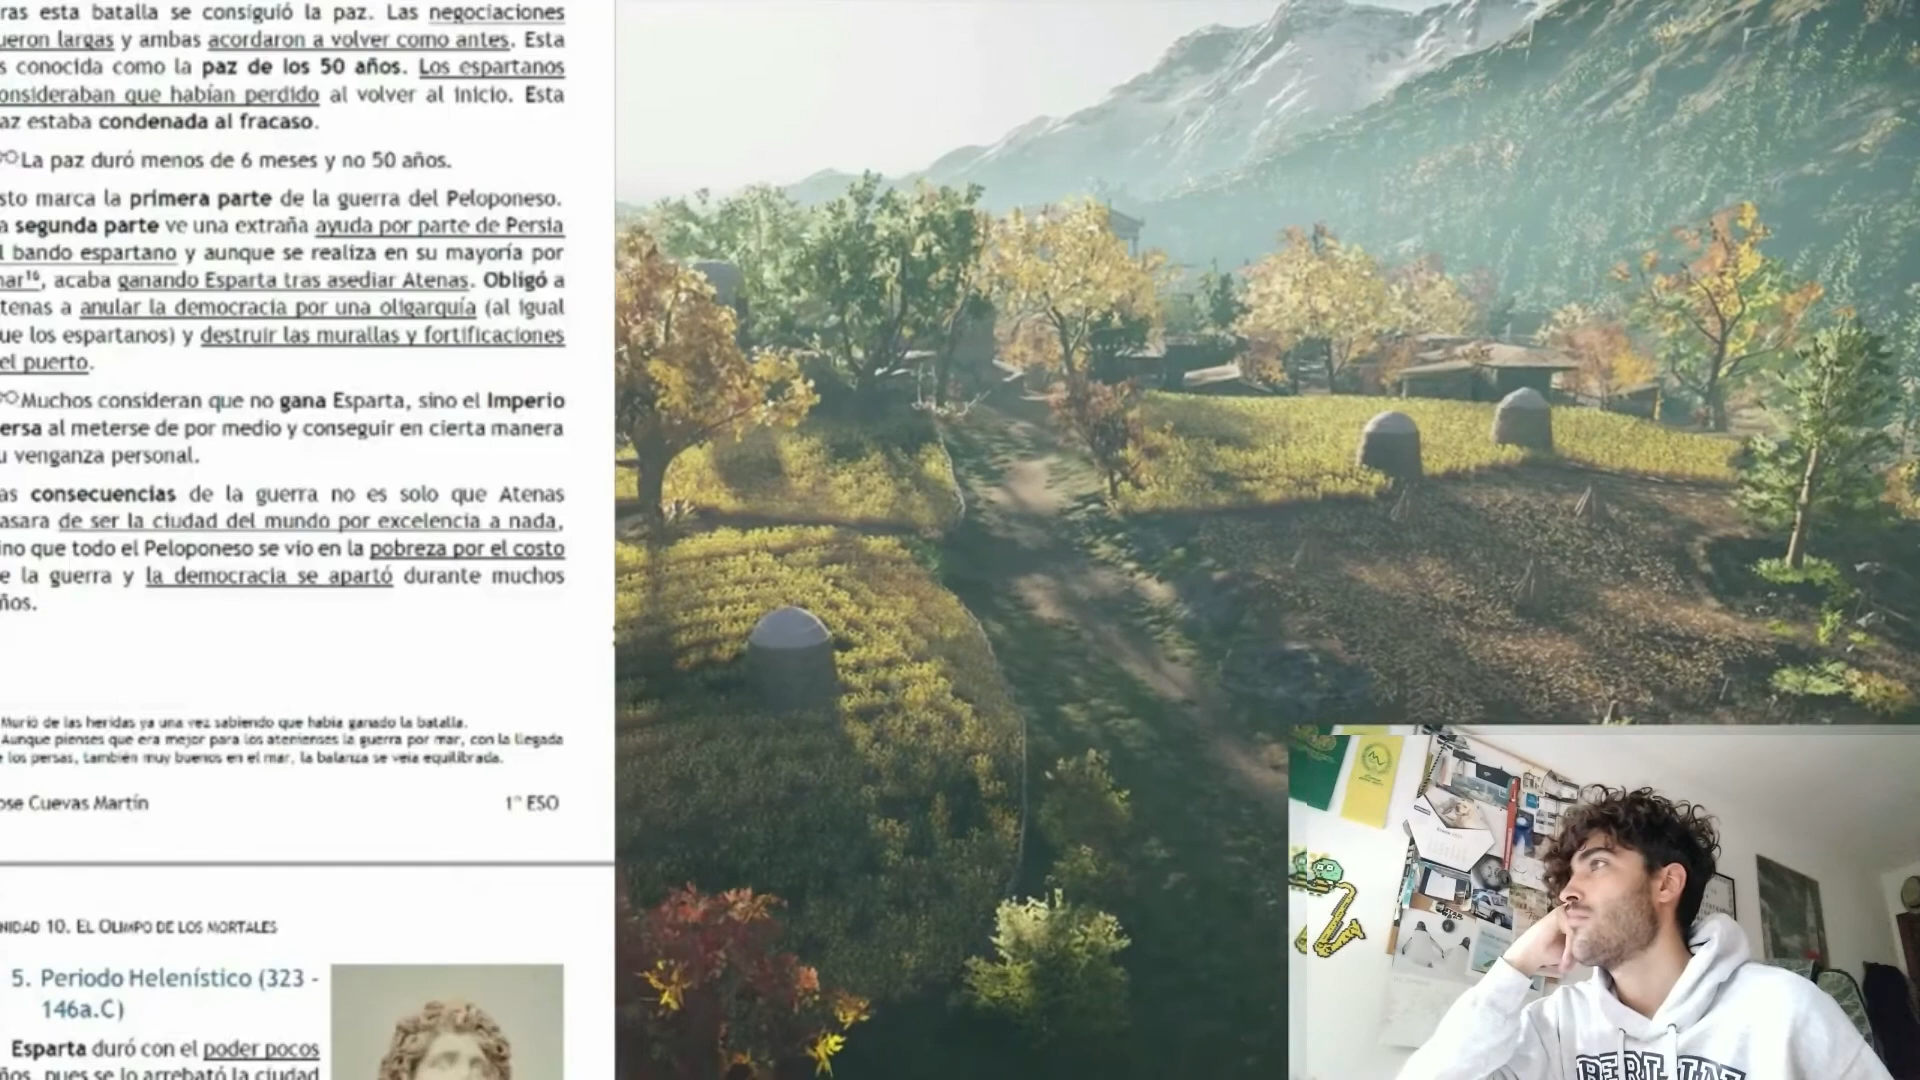 ras esta batalla se consiguió la paz. Las negociaciones
ueron largas y ambas acordaron a volver como antes. Esta
s conocida como la paz de los 50 años. Los espartanos
onsideraban que habían perdido al volver al inicio. Esta
az estaba condenada al fracaso.
La paz duró menos de 6 meses y no 50 años.
sto marca la primera parte de la guerra del Peloponeso.
a segunda parte ve una extraña ayuda por parte de Persia
l bando espartano y aunque se realiza en su mayoría por
mar16, acaba ganando Esparta tras asediar Atenas. Obligó a
tenas a anular la democracia por una oligarquía (al igual
ue los espartanos) y destruir las murallas y fortificaciones
el puerto.
Muchos consideran que no gana Esparta, sino el Imperio
ersa al meterse de por medio y conseguir en cierta manera
u venganza personal.
as consecuencias de la guerra no es solo que Atenas
asara de ser la ciudad del mundo por excelencia a nada,
ino que todo el Peloponeso se vio en la pobreza por el costo
e la guerra y la democracia se apartó durante muchos
ños.
Murió de las heridas ya una vez sabiendo que había ganado la batalla.
Aunque pienses que era mejor para los atenienses la guerra por mar, con la llegada
e los persas, también muy buenos en el mar, la balanza se veía equilibrada.
ose Cuevas Martín 1º ESO
NIDAD 10. EL OLIMPO DE LOS MORTALES
5. Periodo Helenístico (323 -
146a.C)
Esparta duró con el poder pocos
ños, pues se lo arrebató la ciudad